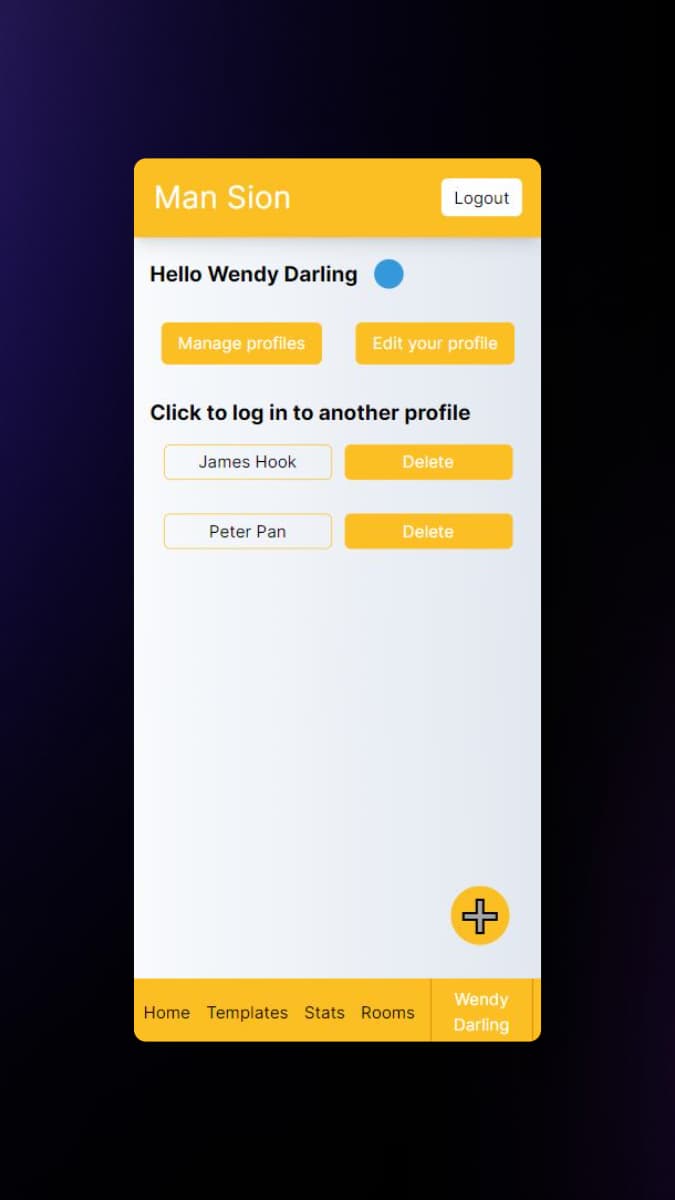 Man Sion
Logout
Hello Wendy Darling
Manage profiles
Edit your profile
Click to log in to another profile
James Hook
Delete
Peter Pan
Delete
Home
Templates
Stats
Rooms
Wendy
Darling